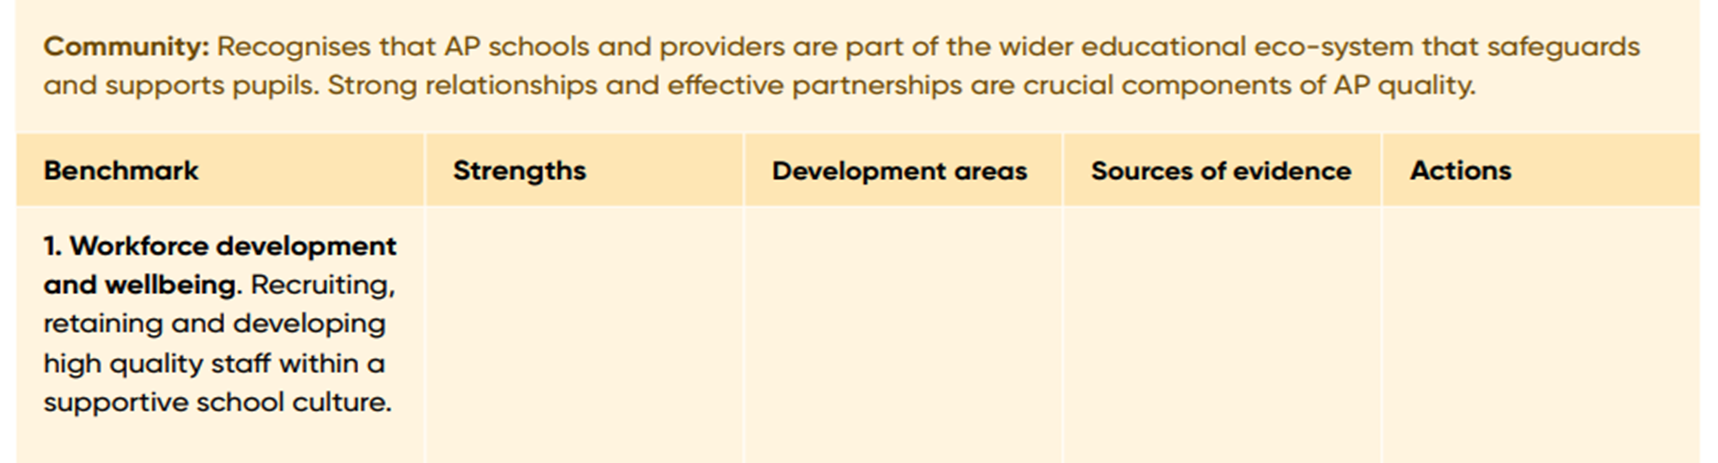 Community: Recognises that AP schools and providers are part of the wider educational eco-system that safeguards
and supports pupils. Strong relationships and effective partnerships are crucial components of AP quality.
Benchmark Strengths Development areas Sources of evidence Actions
1. Workforce development
and wellbeing. Recruiting,
retaining and developing
high quality staff within a
supportive school culture.